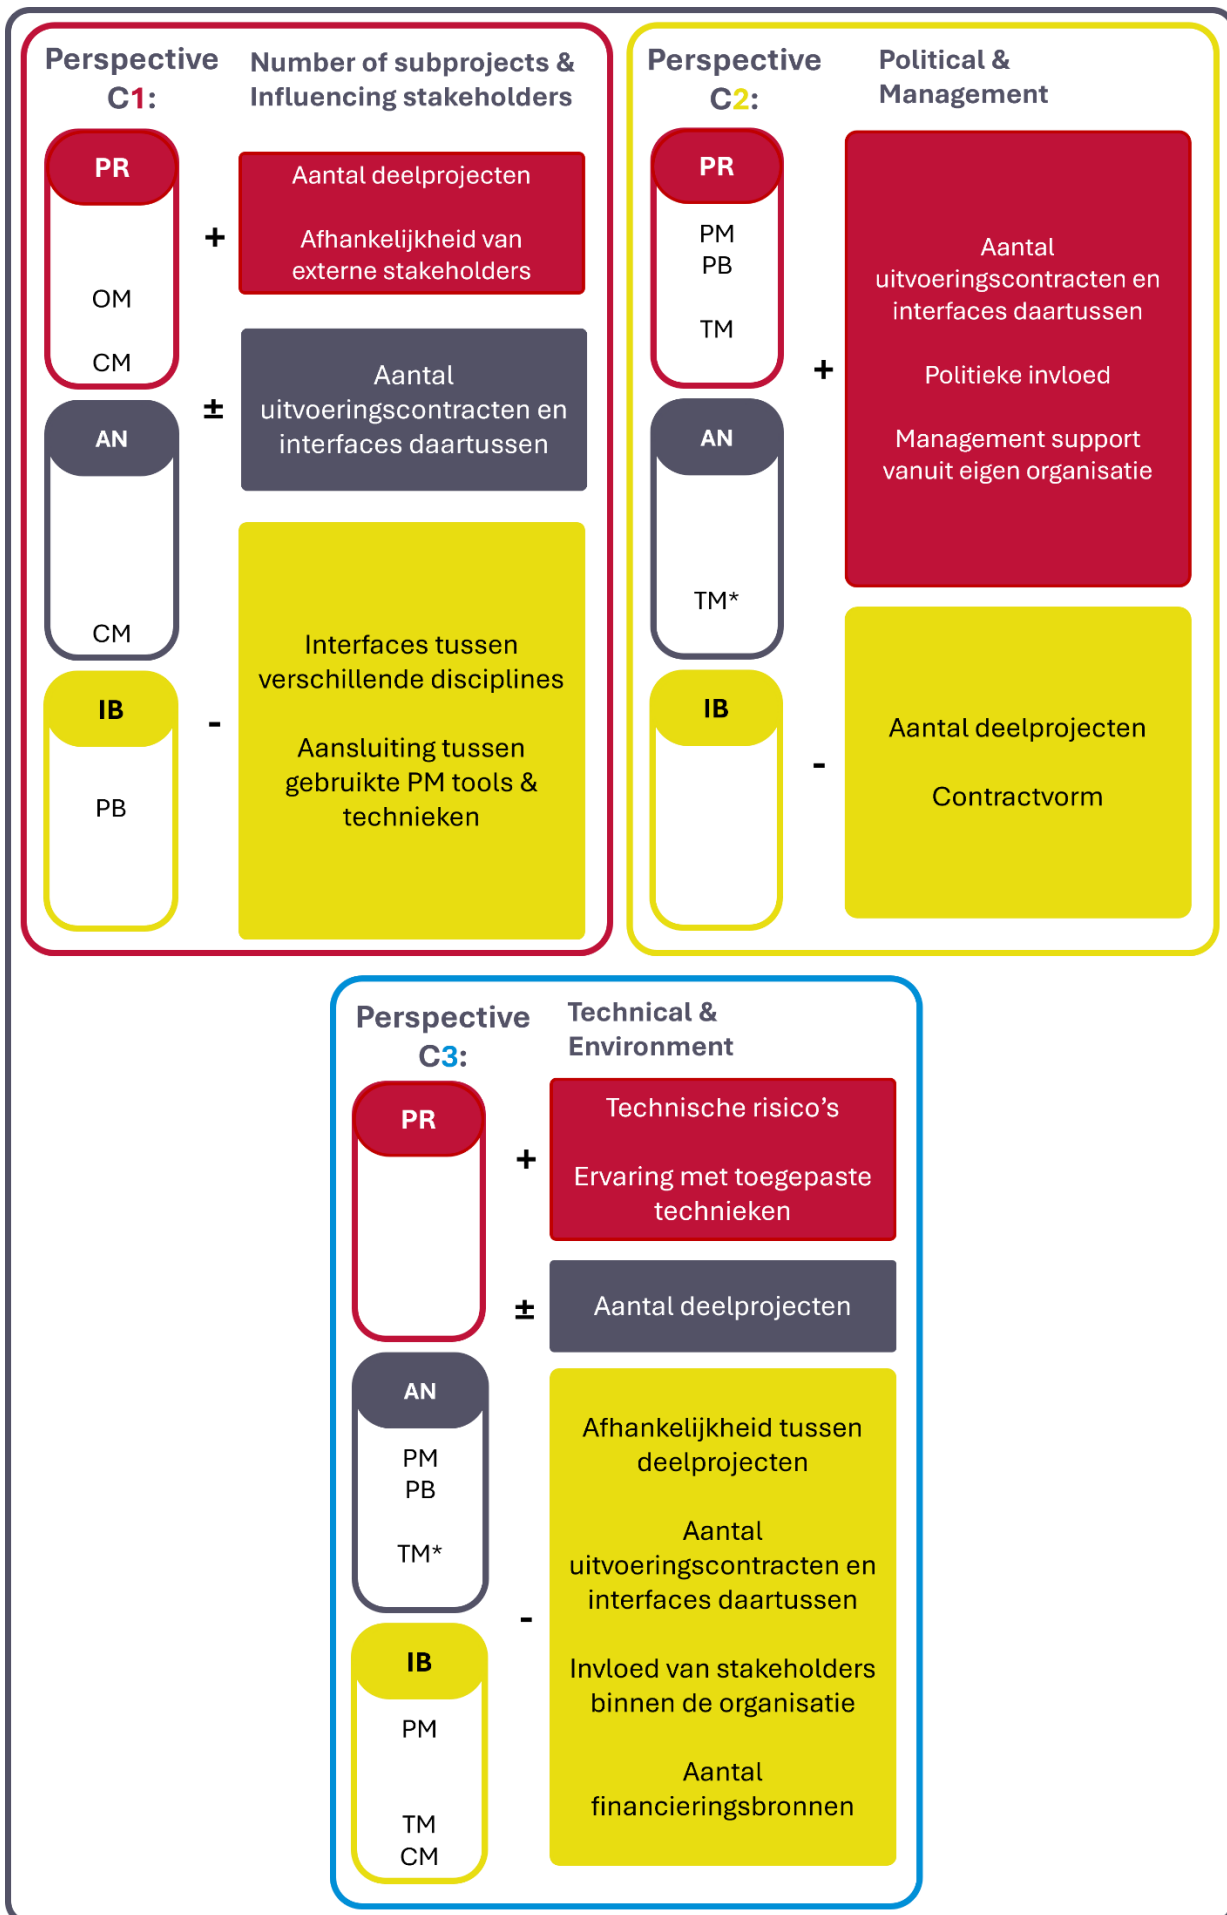 Perspective
C1:
Number of subprojects &
Influencing stakeholders
PR
OM
CM
AN
CM
IB
PB
+
Aantal deelprojecten
Afhankelijkheid van
externe stakeholders
±
Aantal
uitvoeringscontracten en
interfaces daartussen
-
Interfaces tussen
verschillende disciplines
Aansluiting tussen
gebruikte PM tools &
technieken
Perspective
C2:
Political &
Management
PR
PM
PB
TM
AN
TM*
IB
+
Aantal
uitvoeringscontracten en
interfaces daartussen
Politieke invloed
Management support
vanuit eigen organisatie
-
Aantal deelprojecten
Contractvorm
Perspective
C3:
Technical &
Environment
PR
AN
PM
PB
TM*
IB
PM
TM
CM
+
Technische risico's
Ervaring met toegepaste
technieken
±
Aantal deelprojecten
-
Afhankelijkheid tussen
deelprojecten
Aantal
uitvoeringscontracten en
interfaces daartussen
Invloed van stakeholders
binnen de organisatie
Aantal
financieringsbronnen